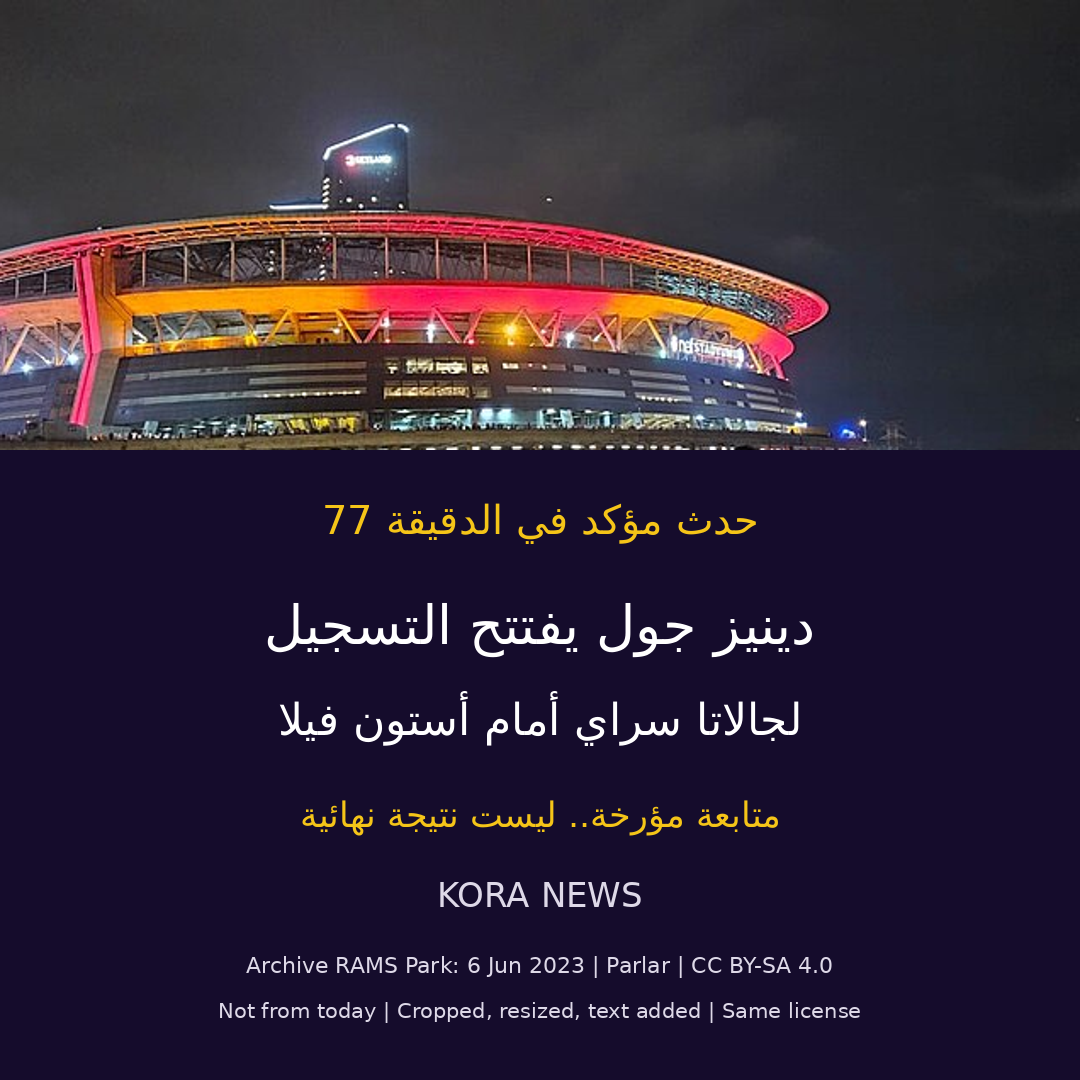 SKYLAND
حدث مؤكد في الدقيقة 77
دينيز جول يفتتح التسجيل
لجالاتا سراي أمام أستون فيلا
متابعة مؤرخة.. ليست نتيجة نهائية
KORA NEWS
Archive RAMS Park: 6 Jun 2023 | Parlar | CC BY-SA 4.0
Not from today | Cropped, resized, text added | Same license